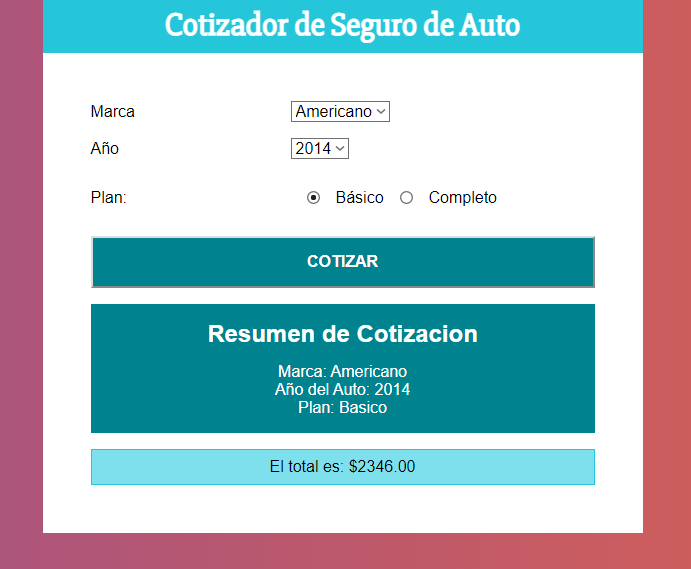 Cotizador de Seguro de Auto
Marca Americano
Año 2014
Plan: Básico Completo
COTIZAR
Resumen de Cotizacion
Marca: Americano
Año del Auto: 2014
Plan: Basico
El total es: $2346.00